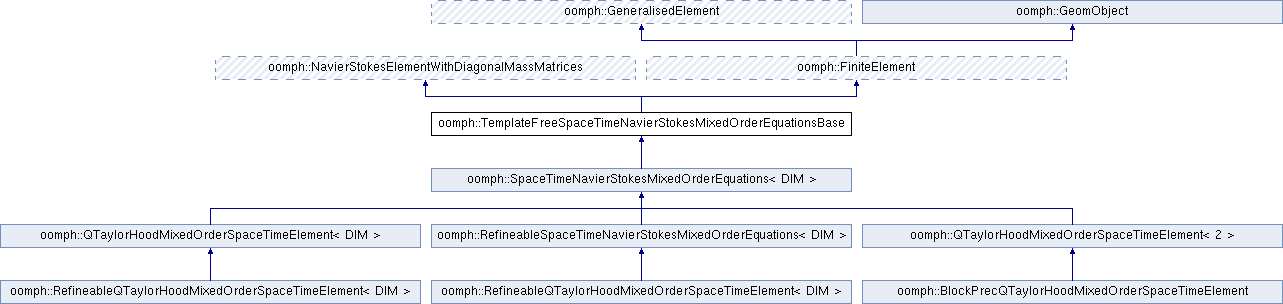 oomph::GeneralisedElement
oomph::GeomObject
oomph::NavierStokesElementWithDiagonalMassMatrices
oomph::FiniteElement
oomph::TemplateFreeSpaceTimeNavierStokesMixedOrderEquationsBase
oomph::SpaceTimeNavierStokesMixedOrderEquations< DIM >
oomph::QTaylorHoodMixedOrderSpaceTimeElement< DIM >
oomph::RefineableSpaceTimeNavierStokesMixedOrderEquations< DIM >
oomph::QTaylorHoodMixedOrderSpaceTimeElement< 2 >
oomph::RefineableQTaylorHoodMixedOrderSpaceTimeElement< DIM >
oomph::RefineableQTaylorHoodMixedOrderSpaceTimeElement< DIM >
oomph::BlockPrecQTaylorHoodMixedOrderSpaceTimeElement